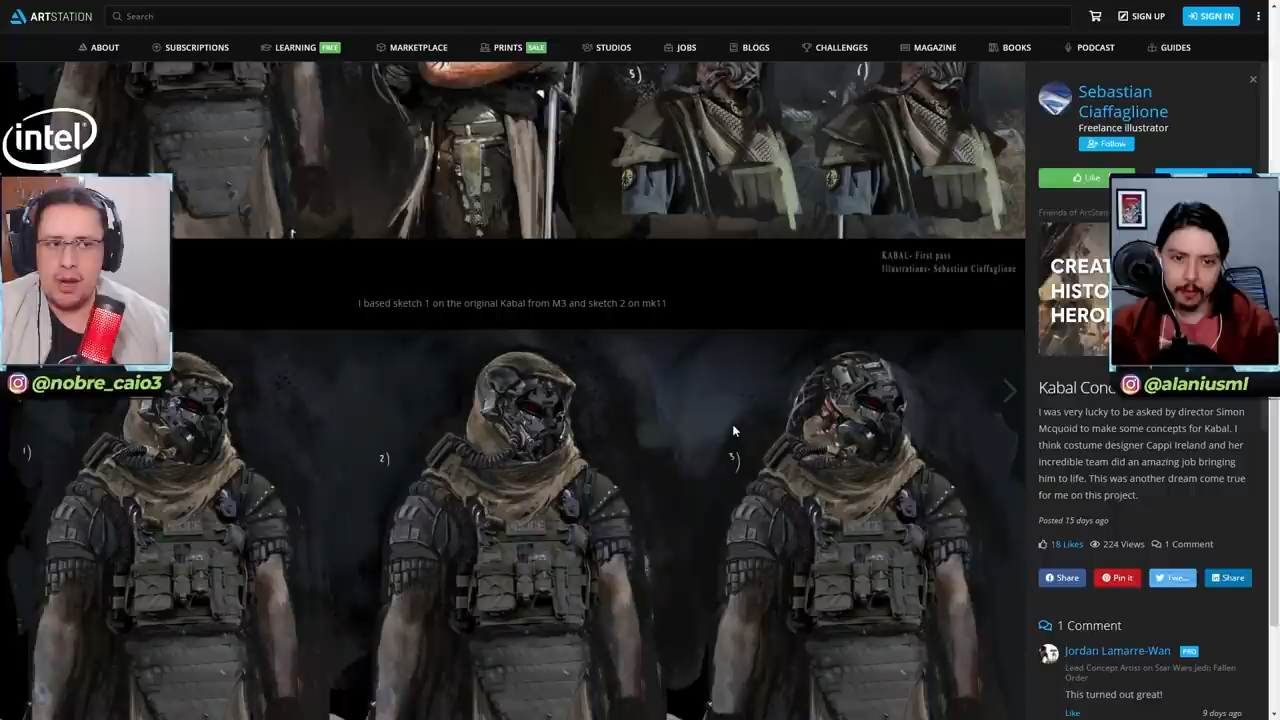 ARTSTATION
Search
SIGN UP
SIGN IN
ABOUT
SUBSCRIPTIONS
LEARNING FREE
MARKETPLACE
PRINTS SALE
STUDIOS
JOBS
BLOGS
CHALLENGES
MAGAZINE
BOOKS
PODCAST
GUIDES
5)
intel
Sebastian
Ciaffaglione
Freelance illustrator
Follow
Like
Friends of
CREAT
HISTO
HERO
KABAL- First pass
Illustrations- Sebastian Ciaffaglione
I based sketch 1 on the original Kabal from M3 and sketch 2 on mk11
@nobre_caio3
@alaniusml
1)
2)
3)
Kabal Conc
I was very lucky to be asked by director Simon
Mcquoid to make some concepts for Kabal. I
think costume designer Cappi Ireland and her
incredible team did an amazing job bringing
him to life. This was another dream come true
for me on this project.
Posted 15 days ago
18 Likes
224 Views
1 Comment
Share
Pin it
Twe...
Share
1 Comment
Jordan Lamarre-Wan PRO
Lead Concept Artist on Star Wars Jedi: Fallen
Order
This turned out great!
Like
9 days ago